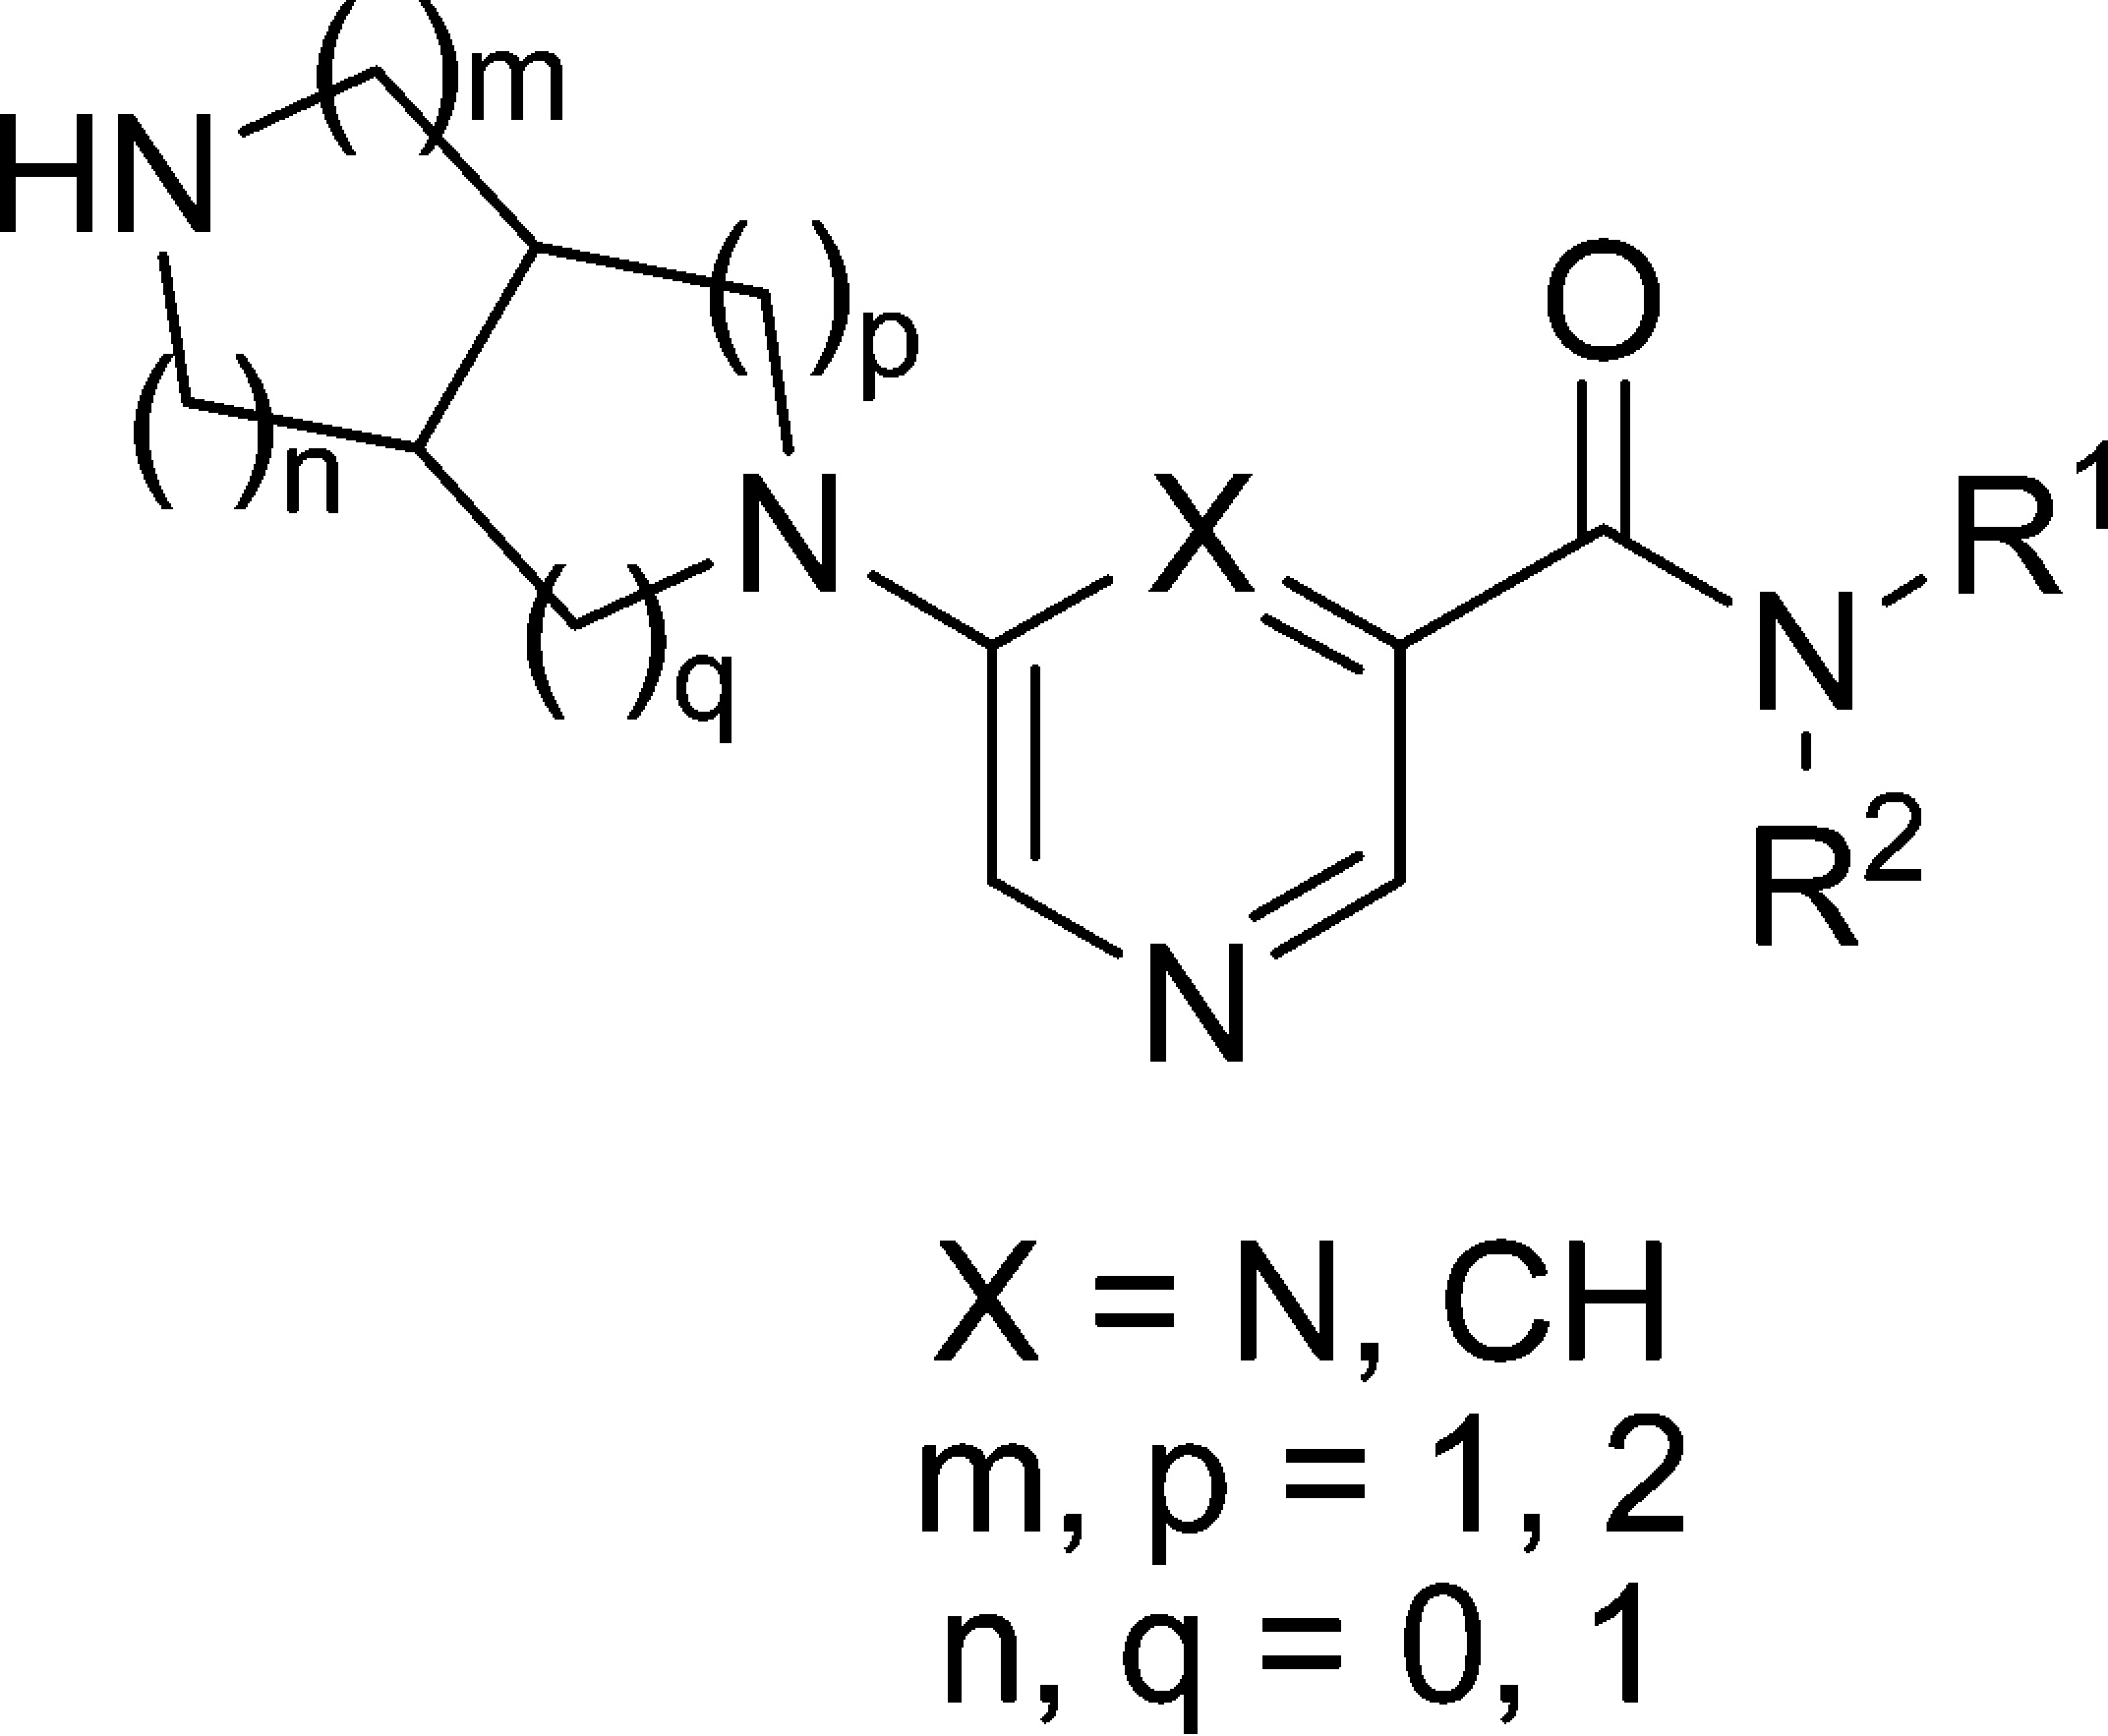 ( ) m
HN
( ) p
O
( ) n
N
X
R1
N
( ) q
R2
N
X = N, CH
m, p = 1, 2
n, q = 0, 1